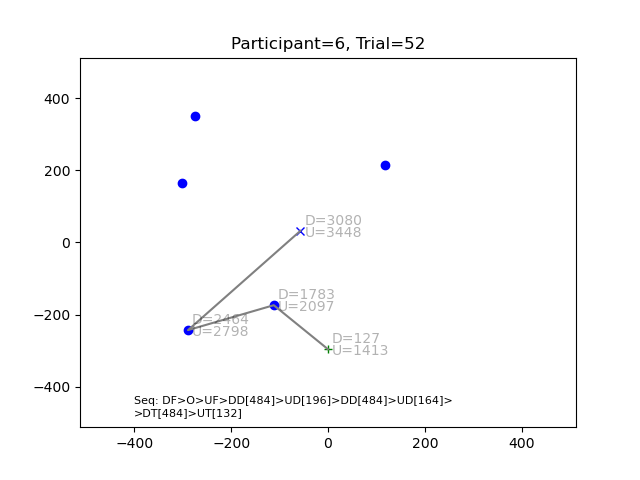 Participant=6, Trial=52
400
200
0
−200
−400
D=3080
U=3448
D=1783
U=2097
D=2464
U=2798
D=127
U=1413
Seq: DF>O>UF>DD[484]>UD[196]>DD[484]>UD[164]>
>DT[484]>UT[132]
−400
−200
0
200
400